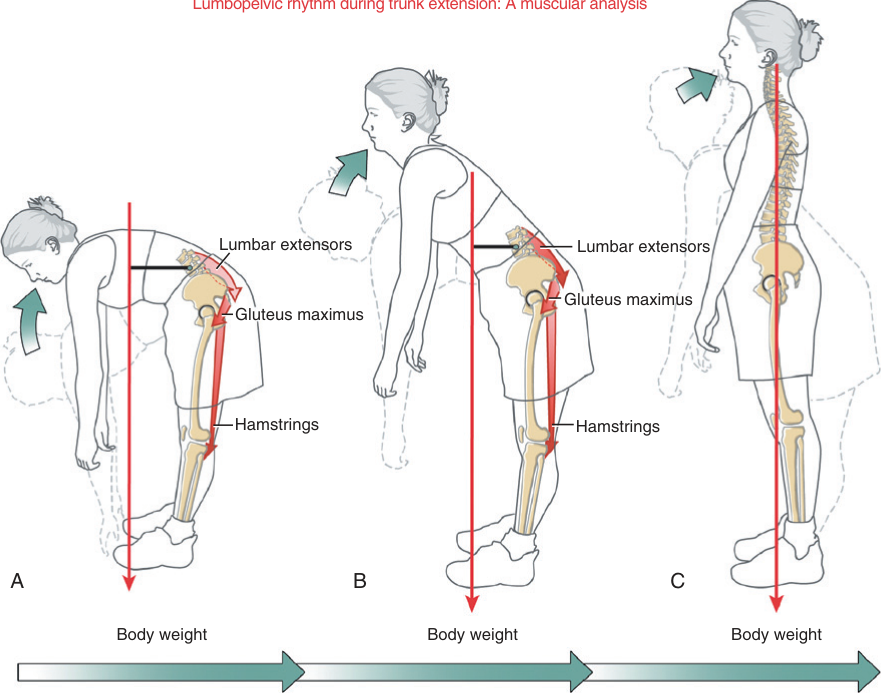 Lumbopelvic rhythm during trunk extension: A muscular analysis
Lumbar extensors
Gluteus maximus
Hamstrings
A
Body weight
Lumbar extensors
Gluteus maximus
Hamstrings
B
Body weight
C
Body weight